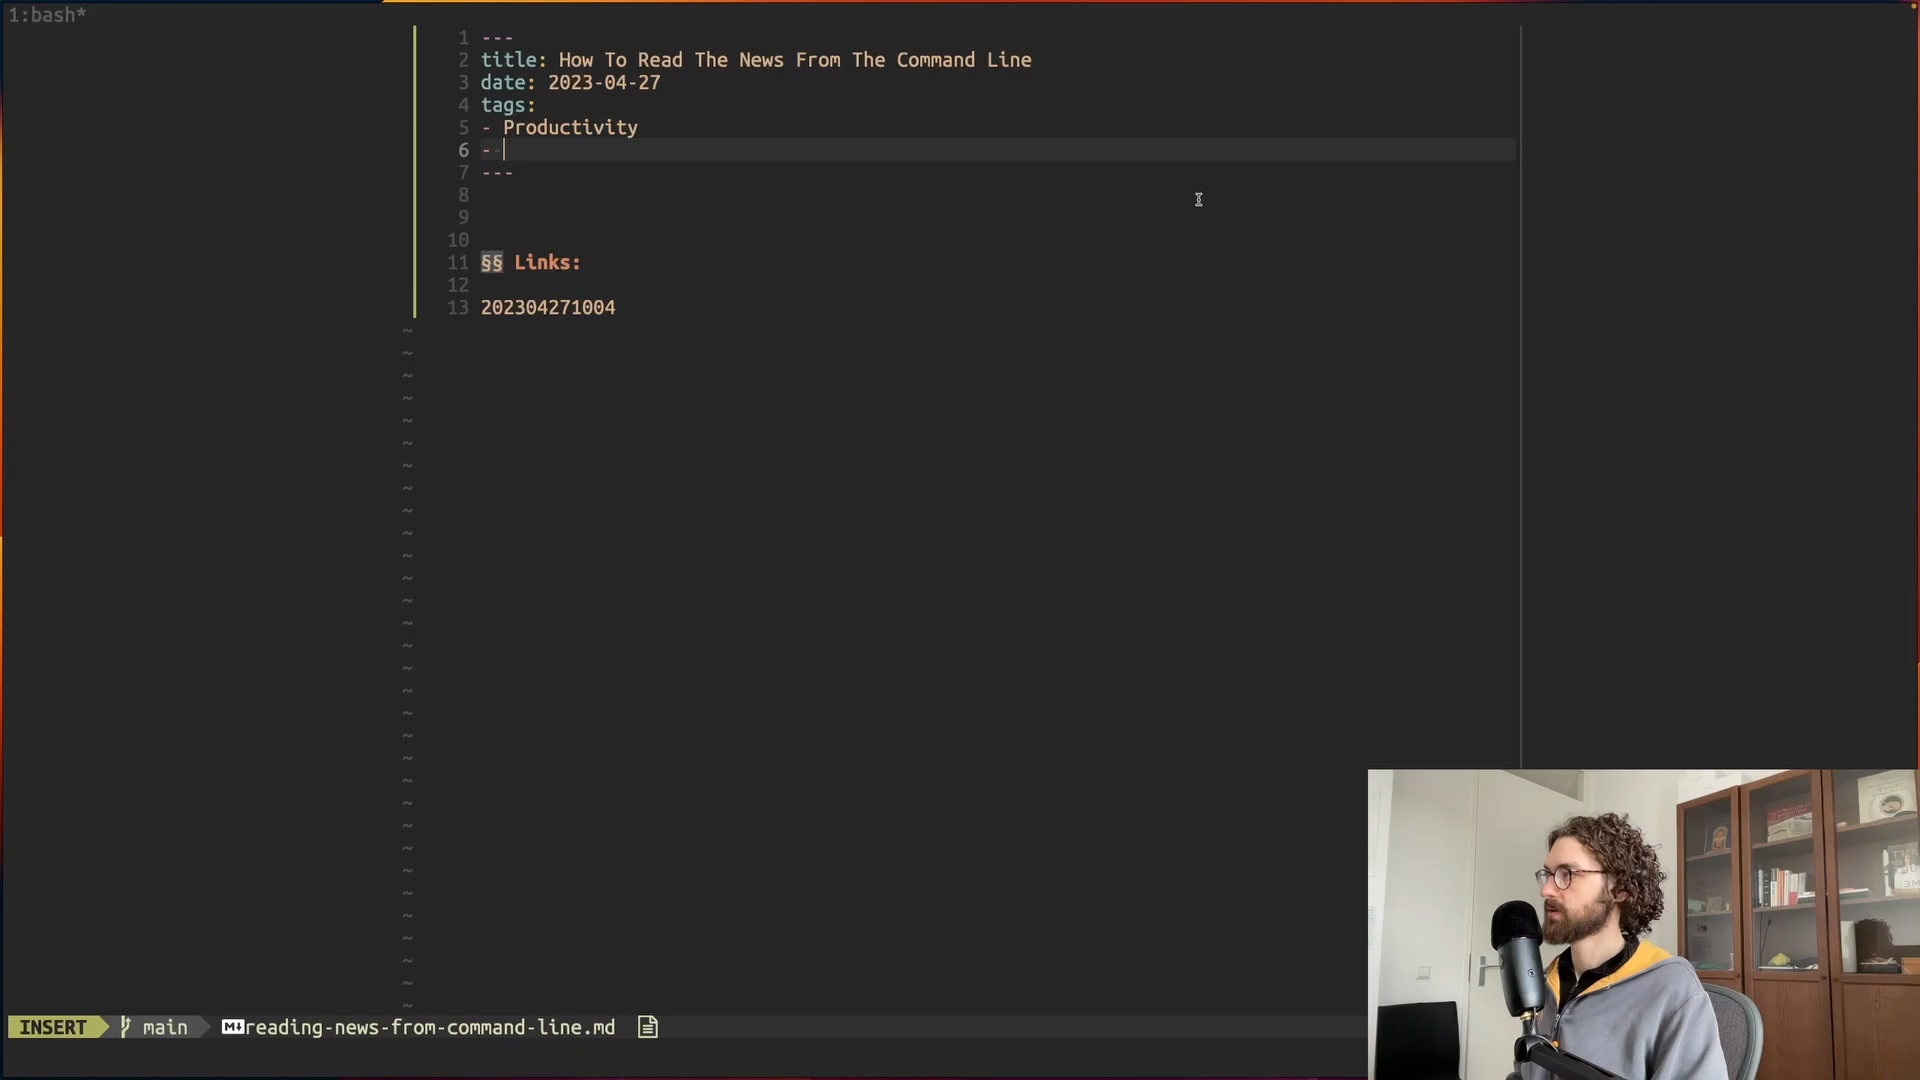 1:bash*
1 ---
2 title: How To Read The News From The Command Line
3 date: 2023-04-27
4 tags:
5 - Productivity
6 -
7 ---
8
9
10
11 §§ Links:
12
13 202304271004
INSERT main reading-news-from-command-line.md